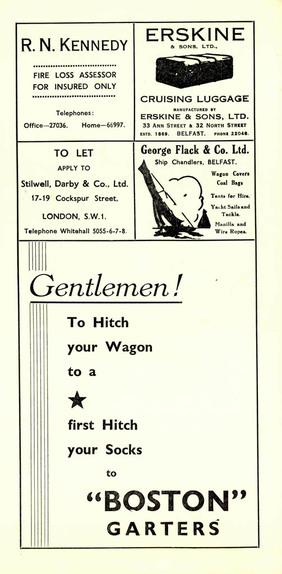 R. N. KENNEDY
FIRE LOSS ASSESSOR
FOR INSURED ONLY
Telephones:
Office—27036. Home—66997.
ERSKINE
& SONS, LTD.,
CRUISING LUGGAGE
MANUFACTURED BY
ERSKINE & SONS, LTD.
33 ANN STREET & 32 NORTH STREET
ESTD. 1869. BELFAST. PHONE 22048.
TO LET
APPLY TO
Stilwell, Darby & Co., Ltd.
17-19 Cockspur Street,
LONDON, S.W.1.
Telephone Whitehall 5055-6-7-8.
George Flack & Co. Ltd.
Ship Chandlers, BELFAST.
Wagon Covers
Coal Bags
Tents for Hire.
Yacht Sails and
Tackle.
Manilla and
Wire Ropes.
Gentlemen!
To Hitch
your Wagon
to a
first Hitch
your Socks
to
"BOSTON"
GARTERS